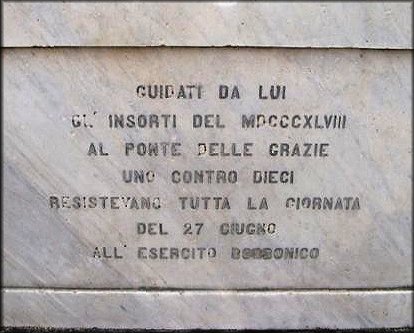 GUIDATI DA LUI
GL' INSORTI DEL MDCCCXLVIII
AL PONTE DELLE GRAZIE
UNO CONTRO DIECI
RESISTEVANO TUTTA LA GIORNATA
DEL 27 GIUGNO
ALL' ESERCITO BORBONICO